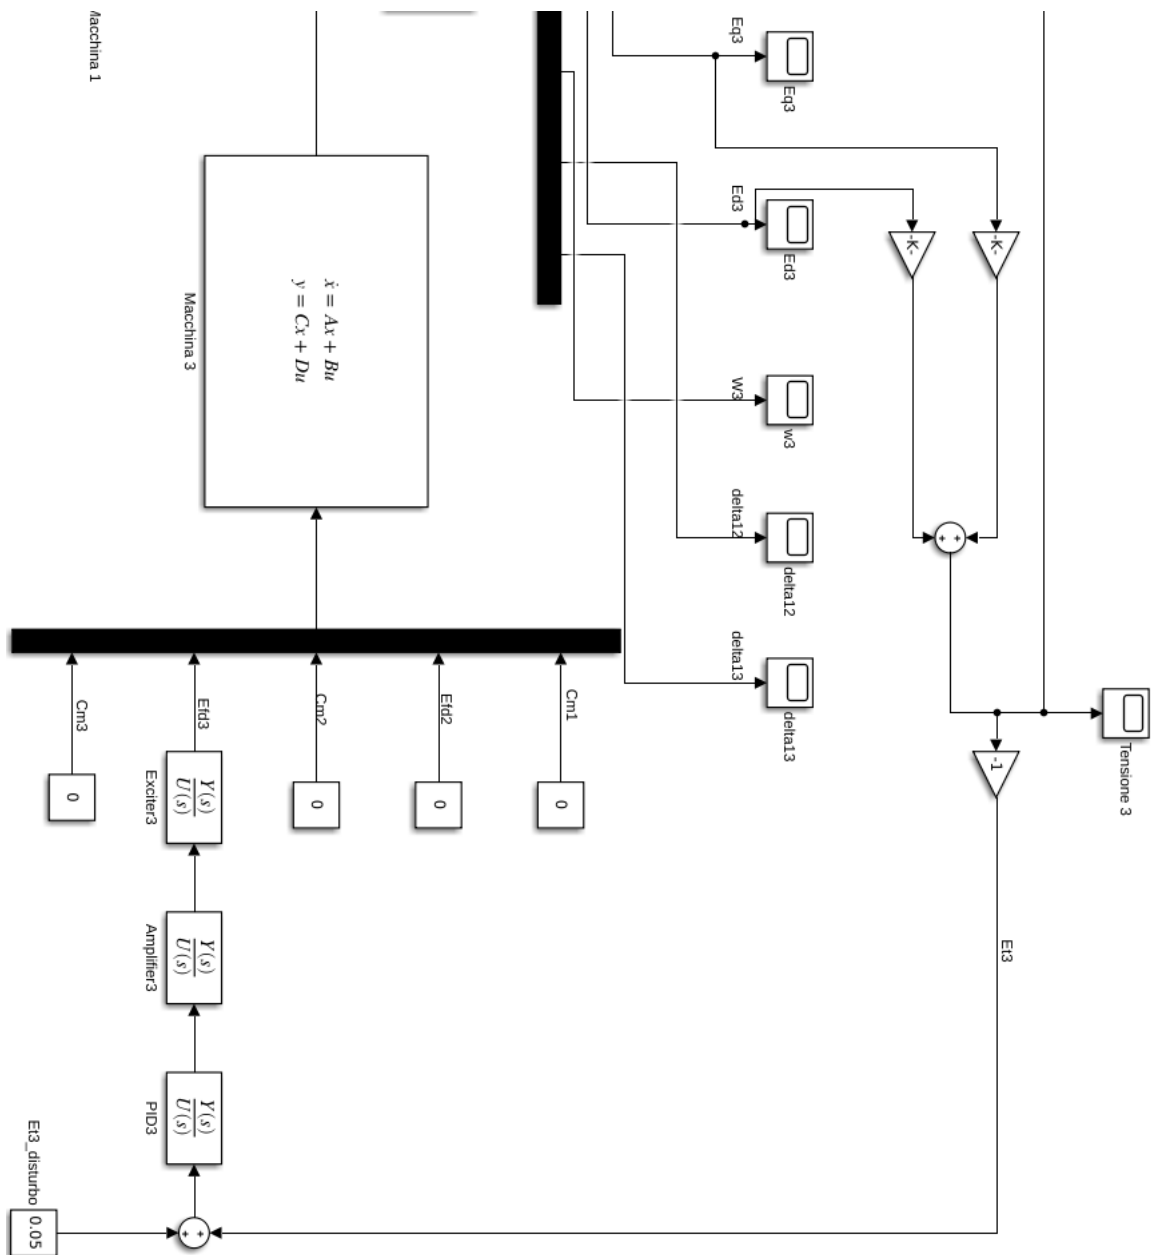 Tensione 3
-K-
-1
Et3
-K-
+
+
Eq3
Ed3
w3
delta12
delta13
Eq3
Ed3
W3
delta12
delta13
Cm1
0
Efd2
0
ẋ = Ax + Bu
y = Cx + Du
Macchina 3
Cm2
0
Efd3
Y(s)
U(s)
Exciter3
Y(s)
U(s)
Amplifier3
Y(s)
U(s)
PID3
+
+
Macchina 1
Cm3
0
Et3_disturbo
0.05